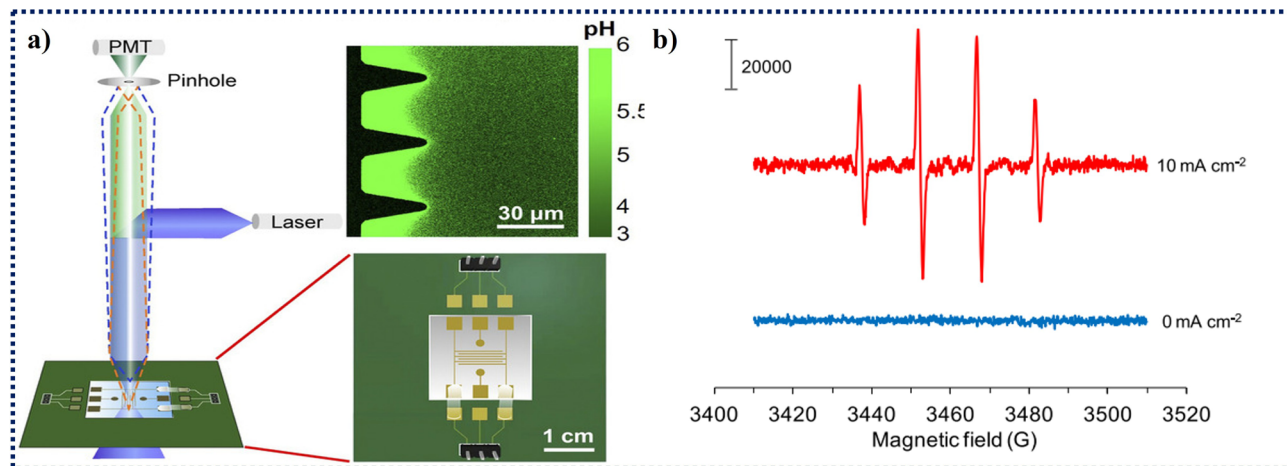 a)
PMT
Pinhole
Laser
pH
6
5.5
5
4
3
30 µm
1 cm
b)
20000
10 mA cm-2
0 mA cm-2
3400 3420 3440 3460 3480 3500 3520
Magnetic field (G)